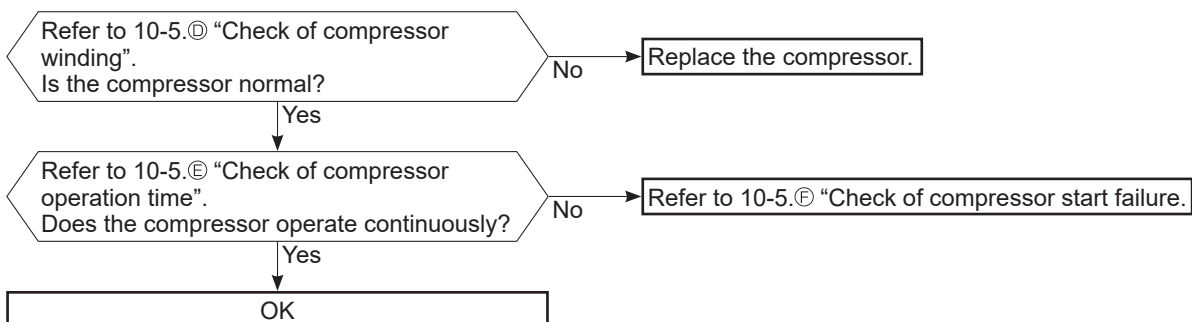 Refer to 10-5.Ⓓ “Check of compressor
winding”.
Is the compressor normal?
No
Replace the compressor.
Yes
Refer to 10-5.Ⓔ “Check of compressor
operation time”.
Does the compressor operate continuously?
No
Refer to 10-5.Ⓕ “Check of compressor start failure.
Yes
OK